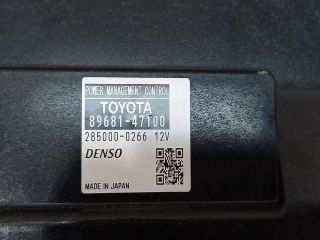 POWER MANAGEMENT CONTROL
TOYOTA
89681-47100
285000-0266 12V
DENSO
MADE IN JAPAN